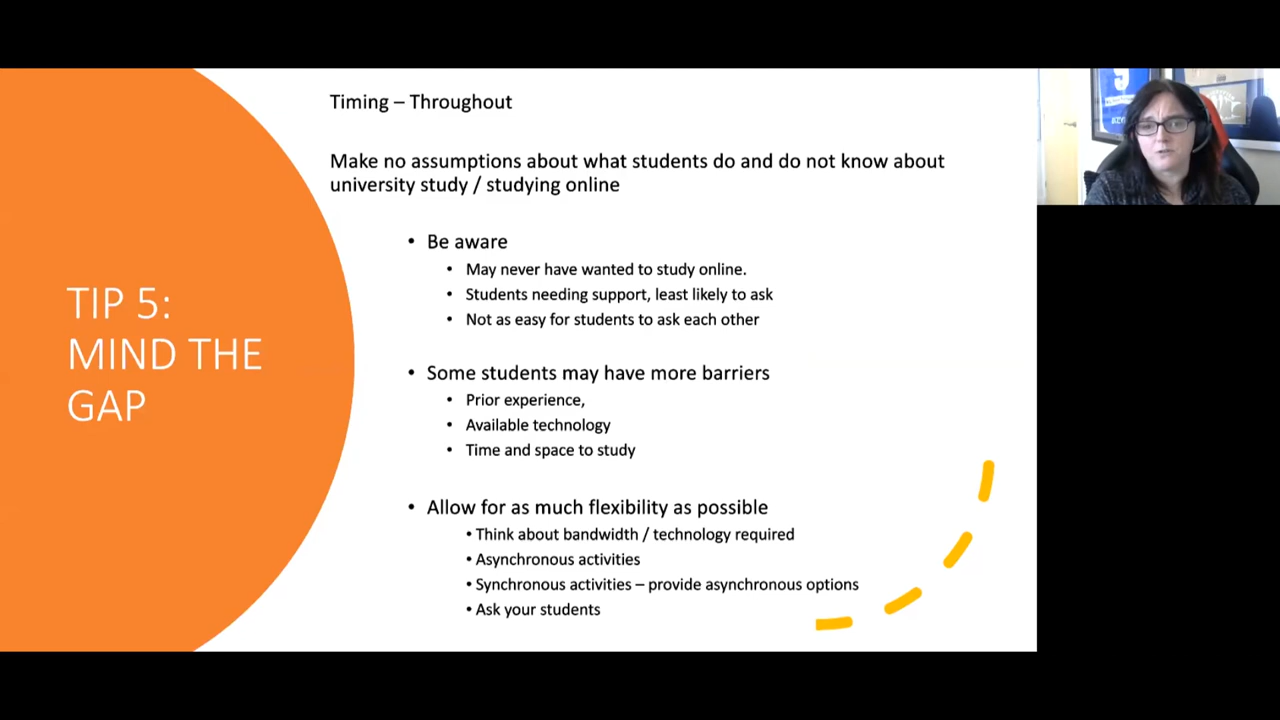 TIP 5:
MIND THE
GAP
Timing – Throughout
Make no assumptions about what students do and do not know about
university study / studying online
• Be aware
• May never have wanted to study online.
• Students needing support, least likely to ask
• Not as easy for students to ask each other
• Some students may have more barriers
• Prior experience,
• Available technology
• Time and space to study
• Allow for as much flexibility as possible
• Think about bandwidth / technology required
• Asynchronous activities
• Synchronous activities – provide asynchronous options
• Ask your students